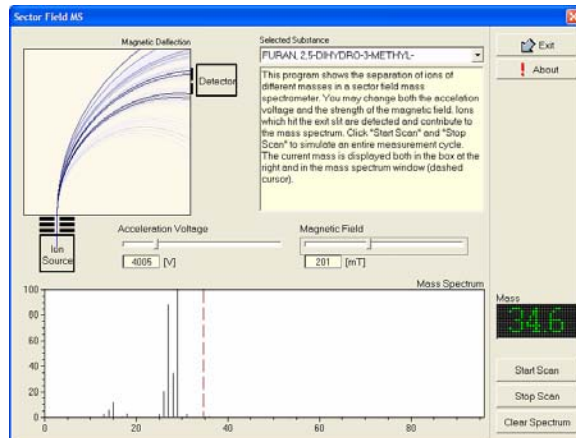 Sector Field MS
Magnetic Deflection
Detector
Ion
Source
Selected Substance
FURAN, 2,5-DIHYDRO-3-METHYL-
This program shows the separation of ions of
different masses in a sector field mass
spectrometer. You may change both the accelation
voltage and the strength of the magnetic field. Ions
which hit the exit slit are detected and contribute to
the mass spectrum. Click "Start Scan" and "Stop
Scan" to simulate an entire measurement cycle.
The current mass is displayed both in the box at the
right and in the mass spectrum window (dashed
cursor).
Exit
About
Acceleration Voltage
4005 [V]
Magnetic Field
201 [mT]
Mass Spectrum
100
80
60
40
20
0
0 20 40 60 80
Mass
34.6
Start Scan
Stop Scan
Clear Spectrum